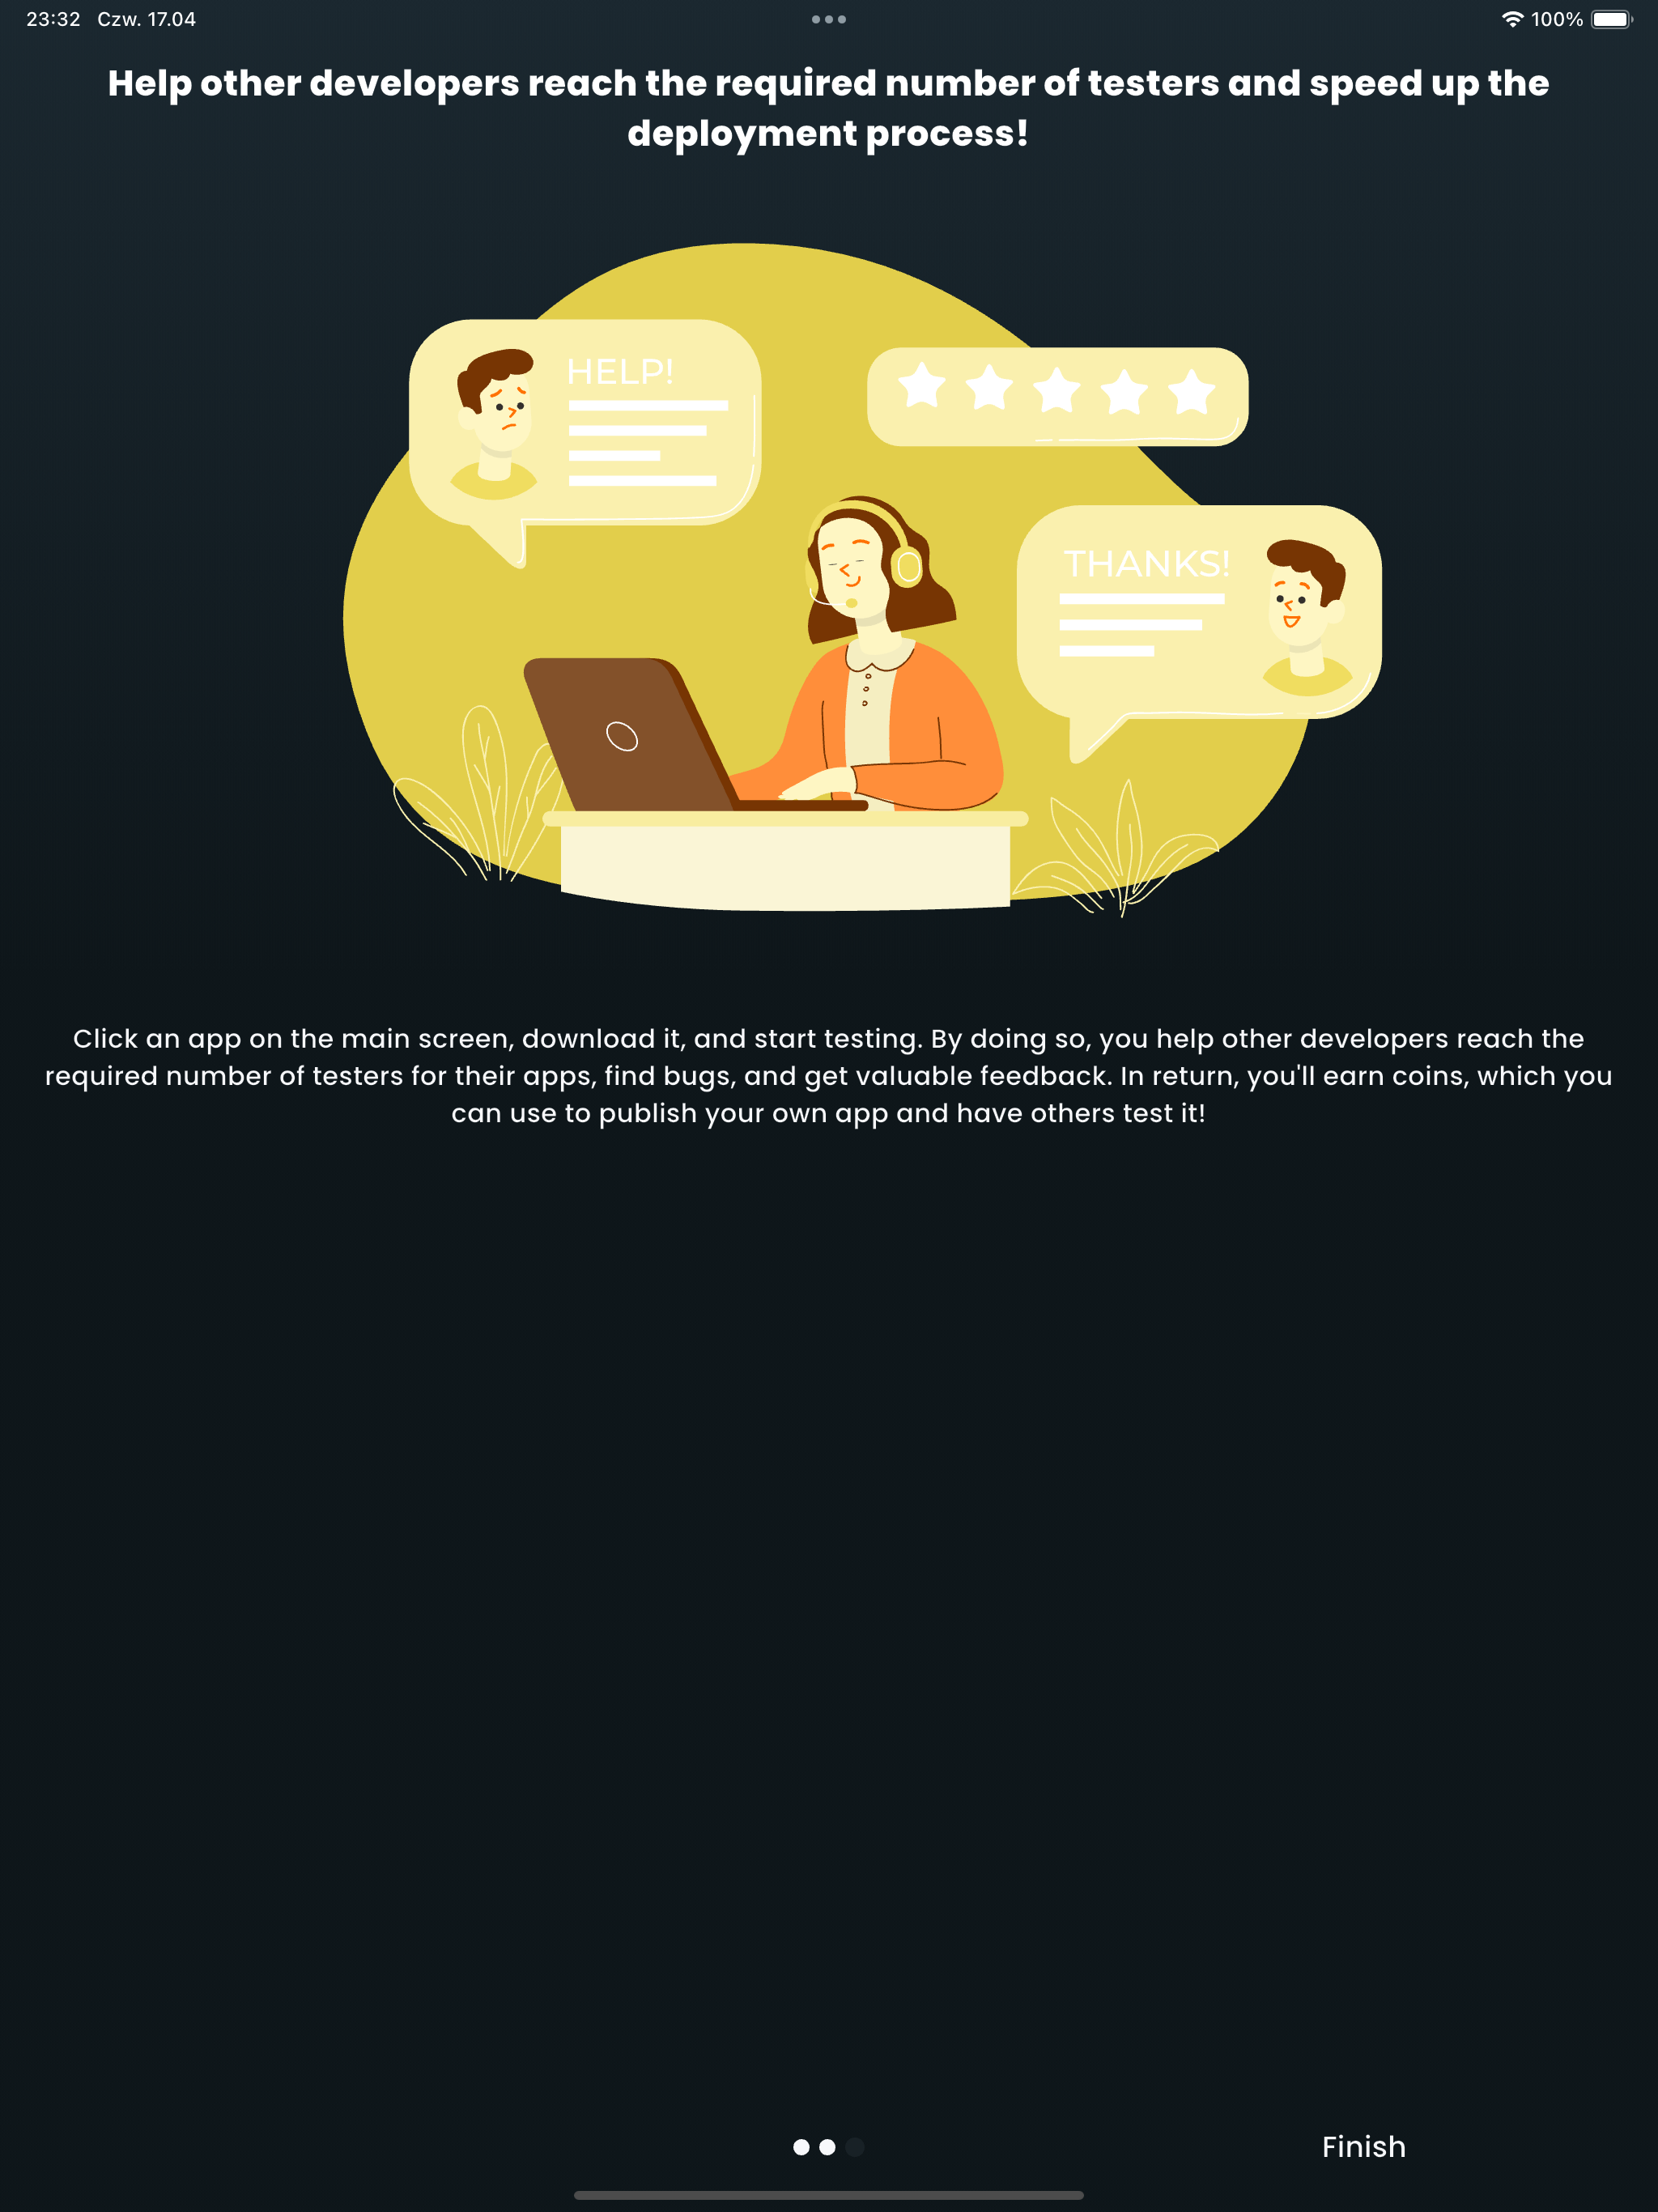 23:32 Czw. 17.04
100%
Help other developers reach the required number of testers and speed up the
deployment process!
HELP!
THANKS!
Click an app on the main screen, download it, and start testing. By doing so, you help other developers reach the
required number of testers for their apps, find bugs, and get valuable feedback. In return, you'll earn coins, which you
can use to publish your own app and have others test it!
Finish